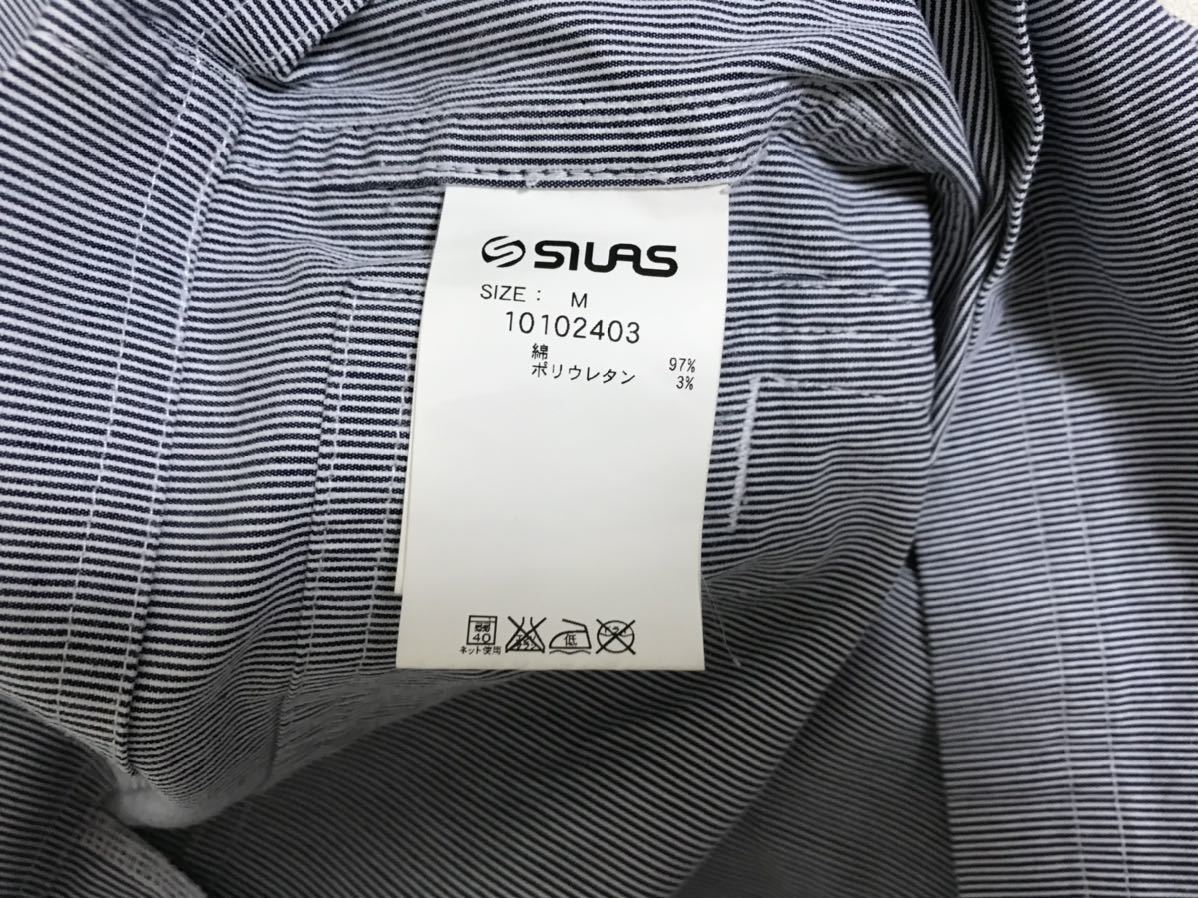 SILAS
SIZE : M
10102403
綿 97%
ポリウレタン 3%
40 低
ネット使用